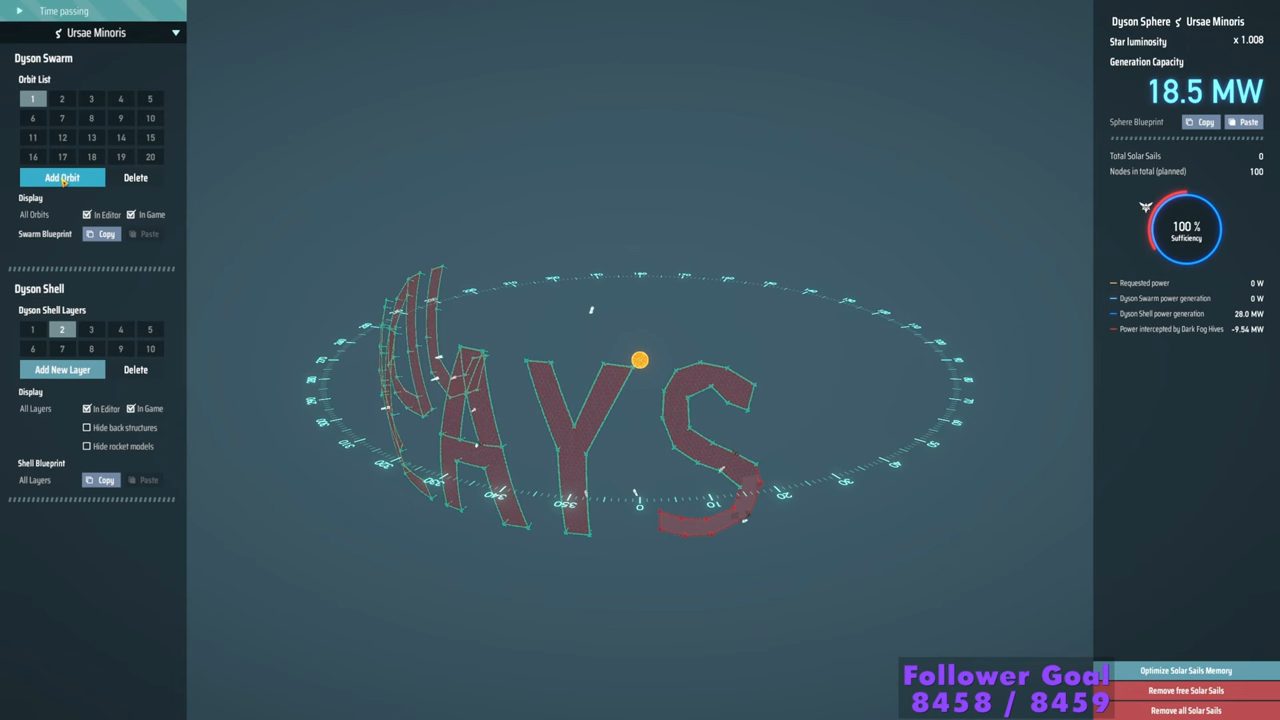 Time passing
Ursae Minoris
Dyson Swarm
Orbit List
1 2 3 4 5
6 7 8 9 10
11 12 13 14 15
16 17 18 19 20
Add Orbit Delete
Display
All Orbits In Editor In Game
Swarm Blueprint Copy Paste
Dyson Shell
Dyson Shell Layers
1 2 3 4 5
6 7 8 9 10
Add New Layer Delete
Display
All Layers In Editor In Game
Hide back structures
Hide rocket models
Shell Blueprint
All Layers Copy Paste
AYS
330 340 350 0 10 20 30
Dyson Sphere Ursae Minoris
Star luminosity x 1.008
Generation Capacity
18.5 MW
Sphere Blueprint Copy Paste
Total Solar Sails 0
Nodes in total (planned) 100
100 %
Sufficiency
Requested power 0 W
Dyson Swarm power generation 0 W
Dyson Shell power generation 28.0 MW
Power intercepted by Dark Fog Hives -9.54 MW
Follower Goal
8458 / 8459
Optimize Solar Sails Memory
Remove free Solar Sails
Remove all Solar Sails